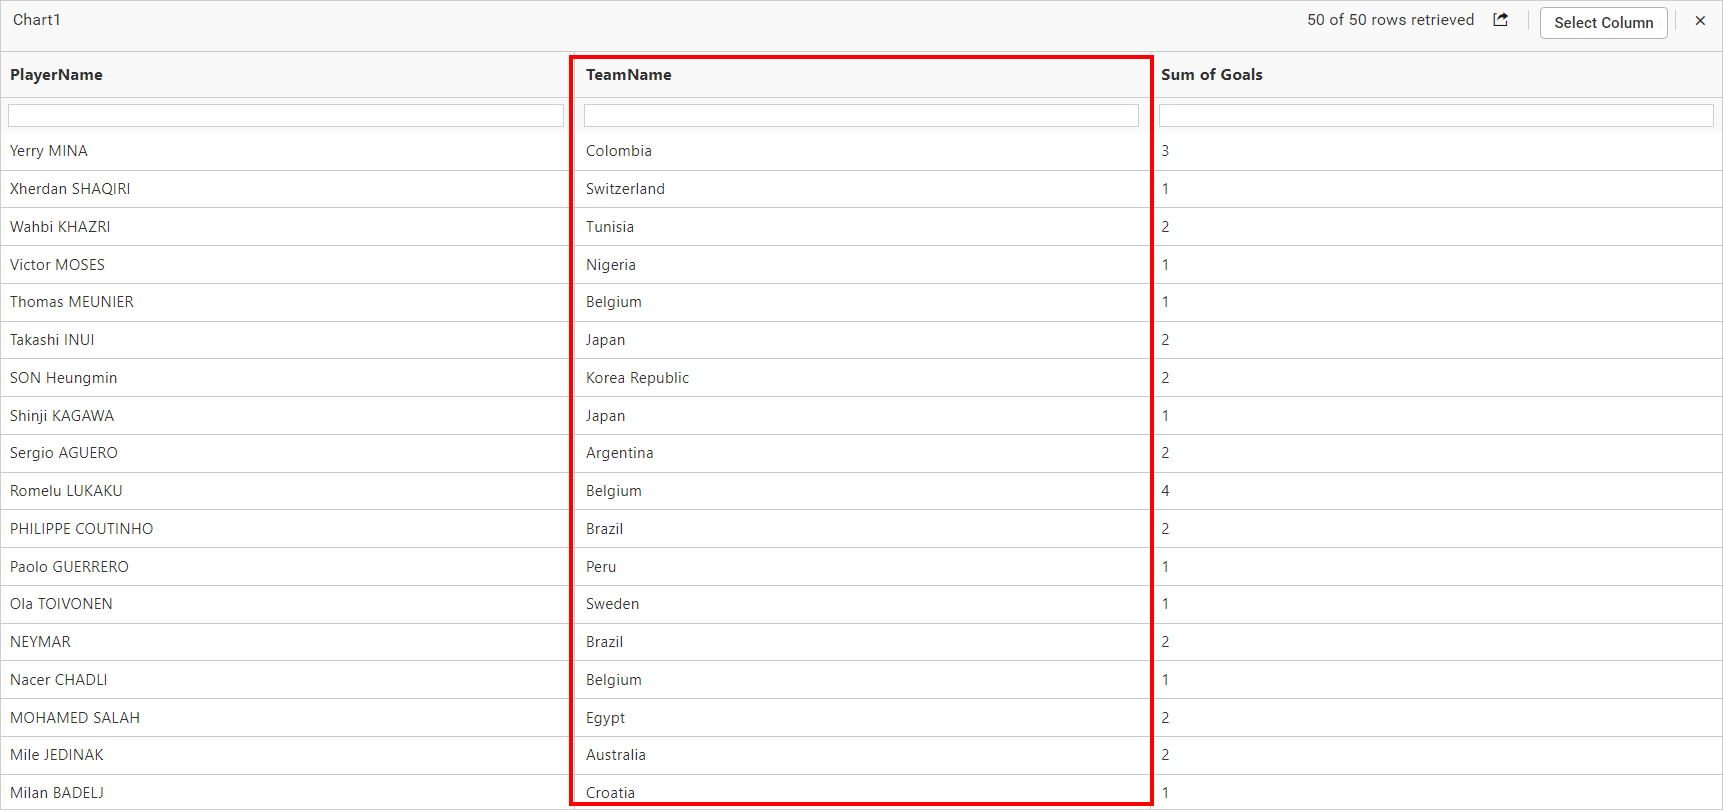 Chart1 50 of 50 rows retrieved Select Column ×
PlayerName TeamName Sum of Goals
Yerry MINA Colombia 3
Xherdan SHAQIRI Switzerland 1
Wahbi KHAZRI Tunisia 2
Victor MOSES Nigeria 1
Thomas MEUNIER Belgium 1
Takashi INUI Japan 2
SON Heungmin Korea Republic 2
Shinji KAGAWA Japan 1
Sergio AGUERO Argentina 2
Romelu LUKAKU Belgium 4
PHILIPPE COUTINHO Brazil 2
Paolo GUERRERO Peru 1
Ola TOIVONEN Sweden 1
NEYMAR Brazil 2
Nacer CHADLI Belgium 1
MOHAMED SALAH Egypt 2
Mile JEDINAK Australia 2
Milan BADELJ Croatia 1